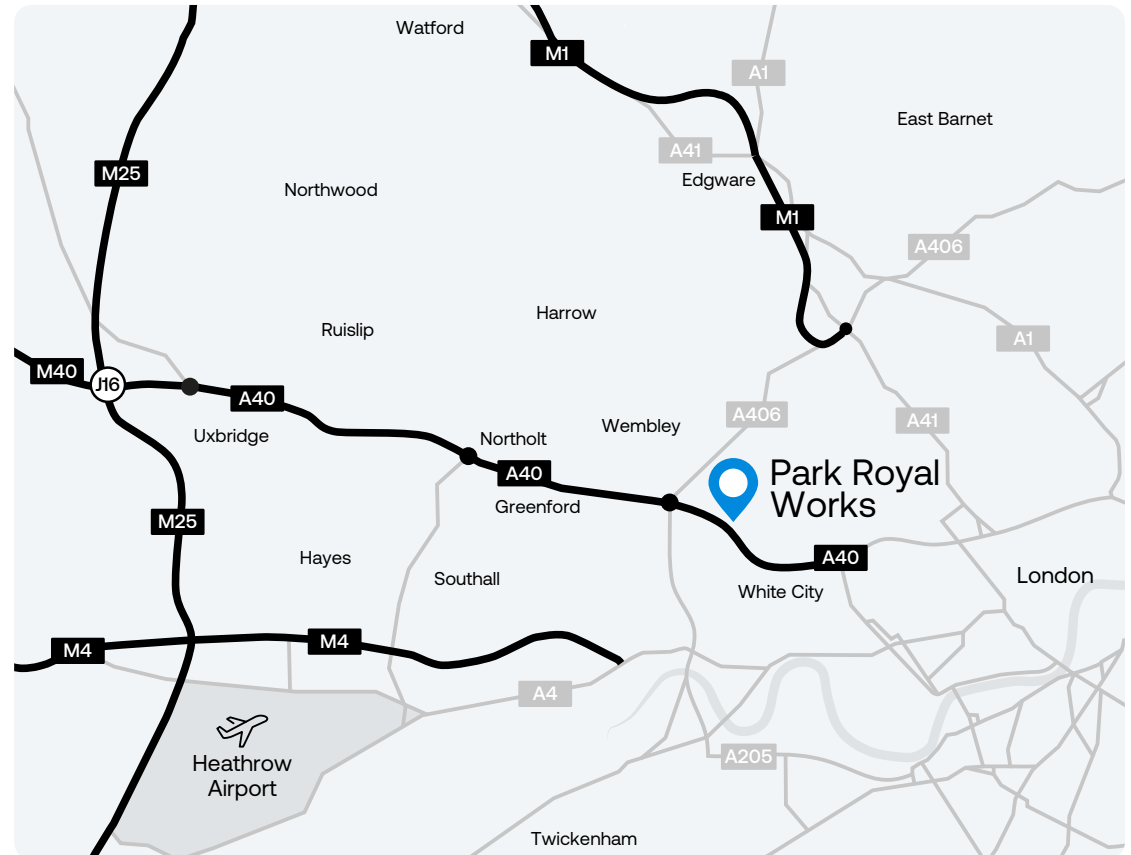 Watford
M1
A1
East Barnet
A41
M25
Edgware
Northwood
M1
A406
Harrow
Ruislip
A1
M40
J16
A40
A406
A41
Uxbridge
Northolt
Wembley
A40
Park Royal
Works
Greenford
M25
Hayes
A40
Southall
London
White City
M4
M4
A4
Heathrow
Airport
A205
Twickenham